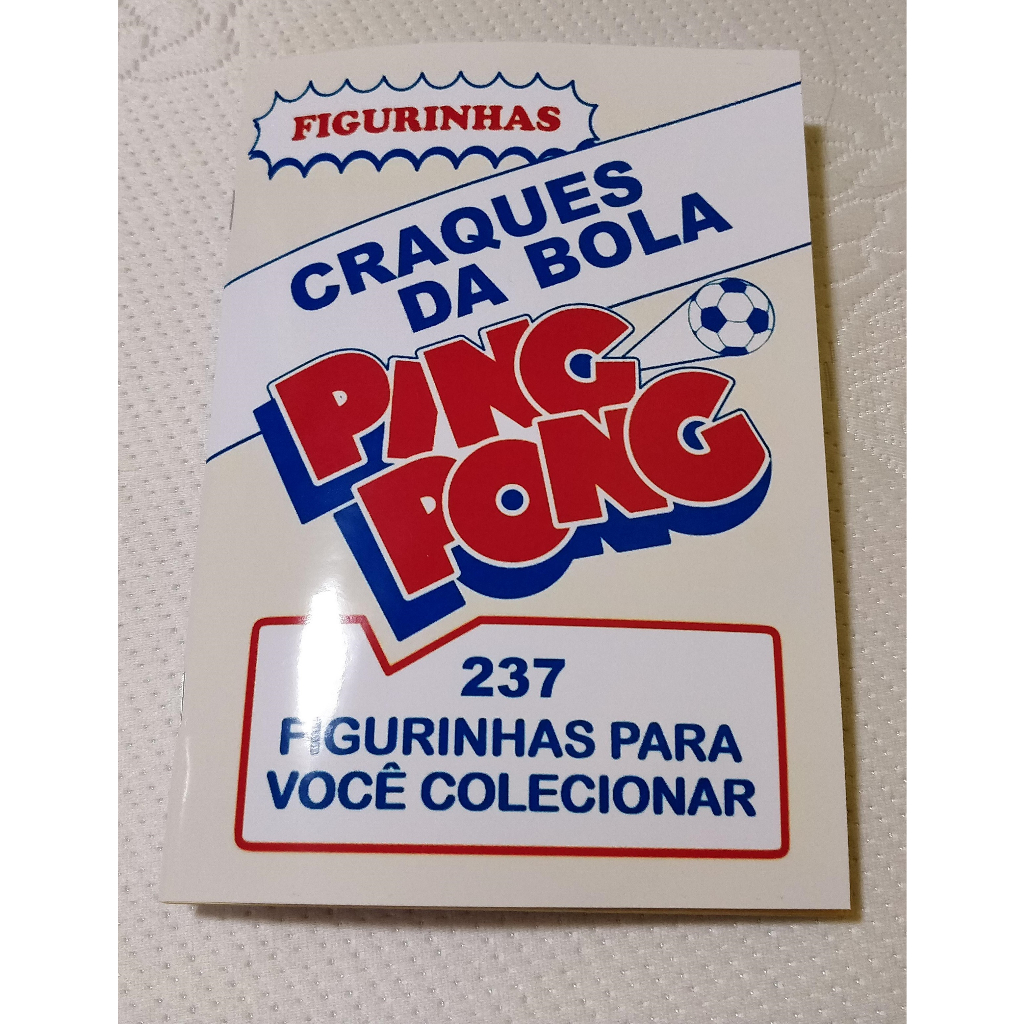 FIGURINHAS
CRAQUES
DA BOLA
PING
PONG
237
FIGURINHAS PARA
VOCÊ COLECIONAR